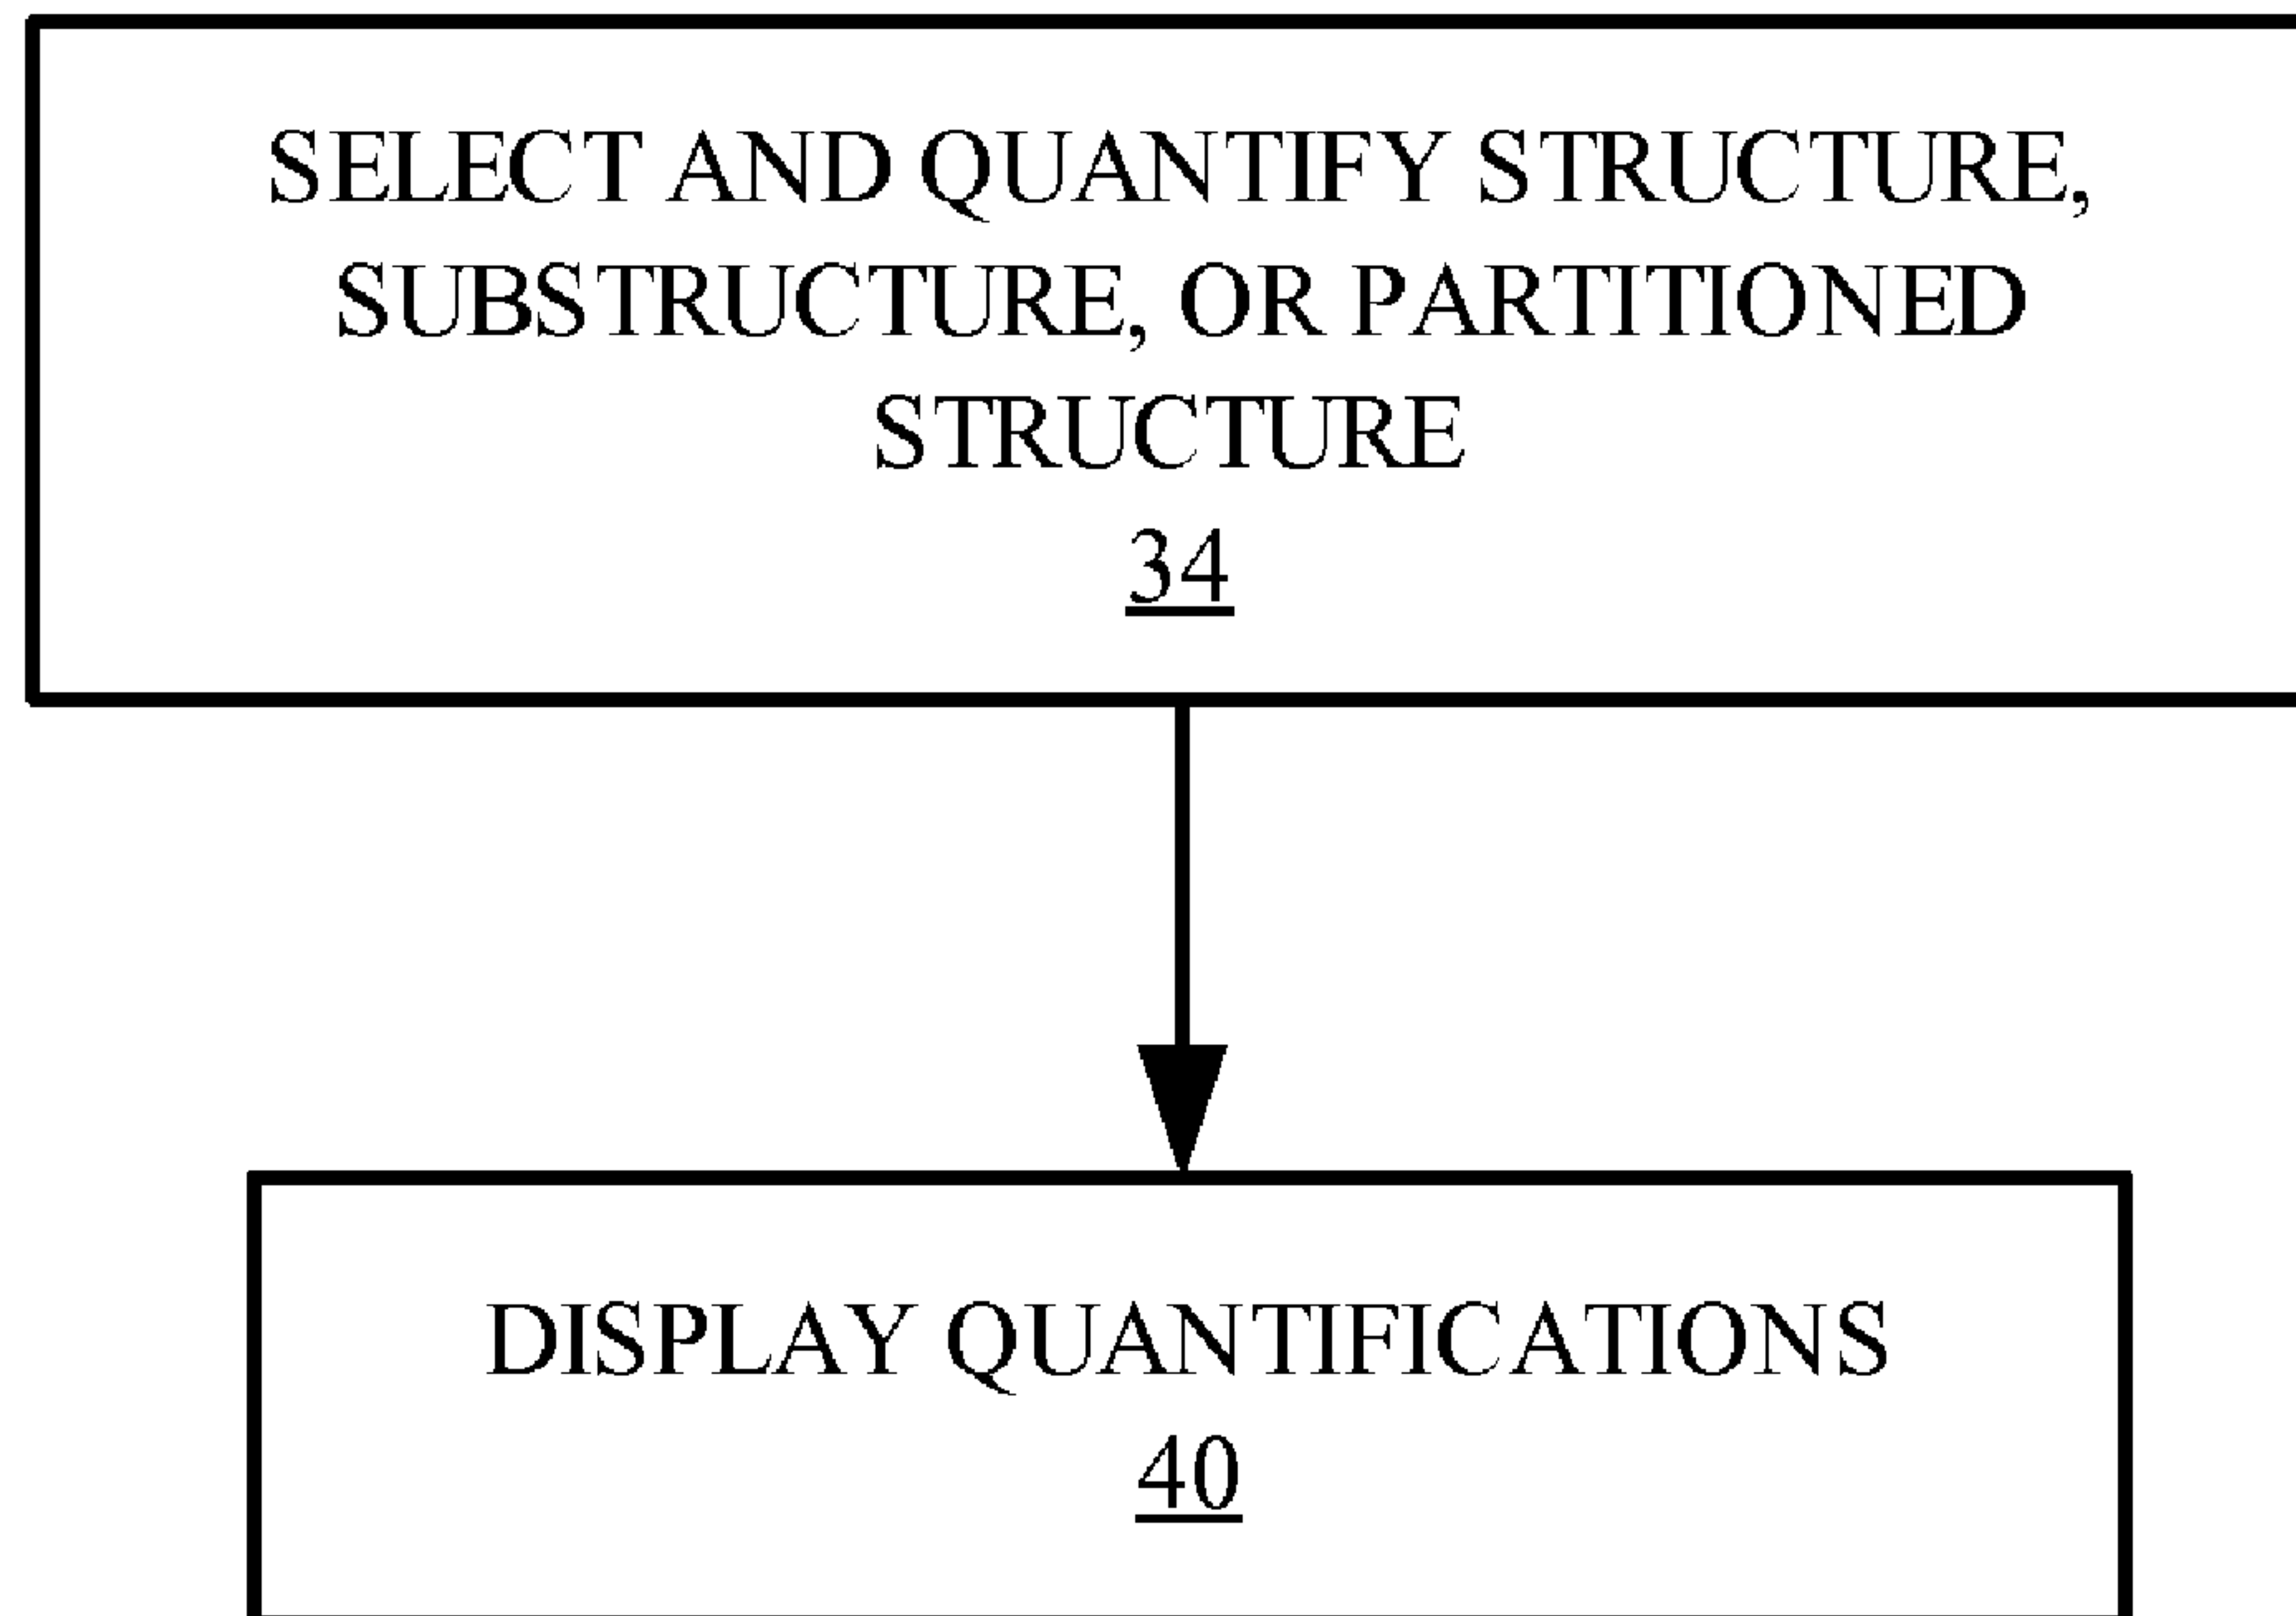 SELECT AND QUANTIFY STRUCTURE,
SUBSTRUCTURE, OR PARTITIONED
STRUCTURE
34
DISPLAY QUANTIFICATIONS
40